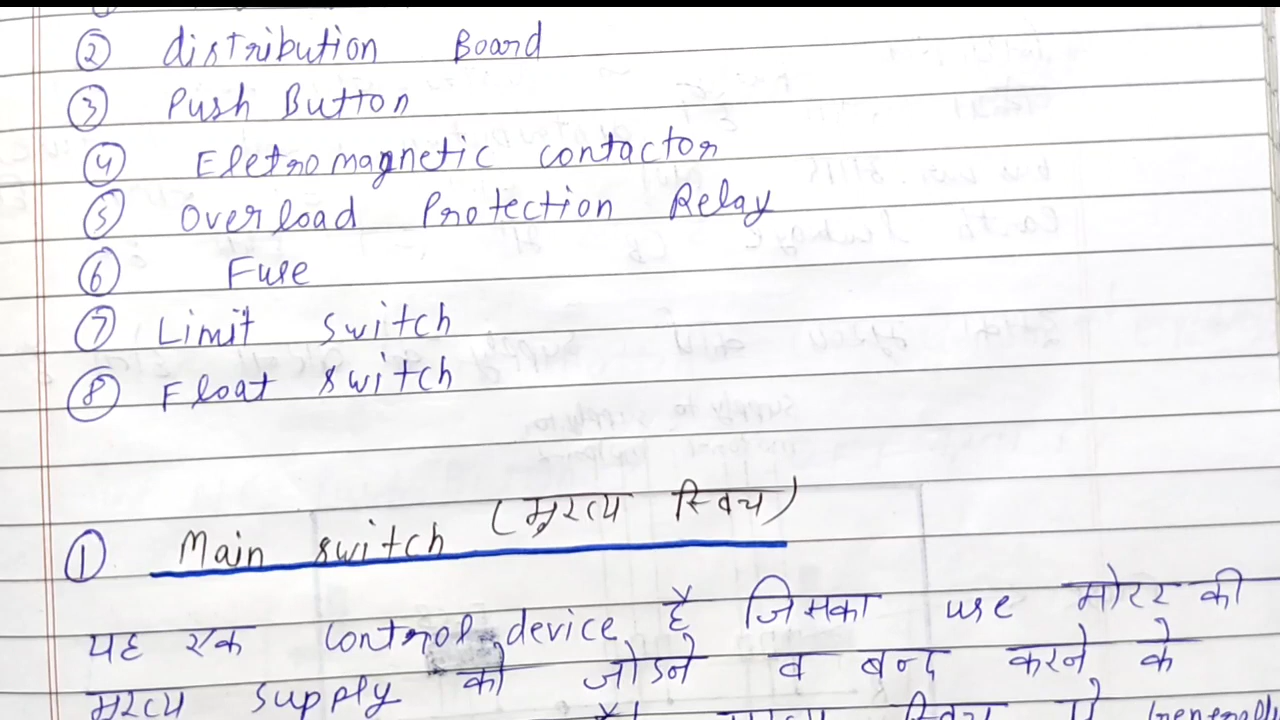 ② distribution Board
③ Push Button
④ Eletromagnetic contactor
⑤ Overload Protection Relay
⑥ Fuse
⑦ Limit switch
⑧ Float switch
① Main switch (मुख्य स्विच)
यह एक control device है जिसका use मोटर की
मुख्य supply को जोडने व बन्द करने के